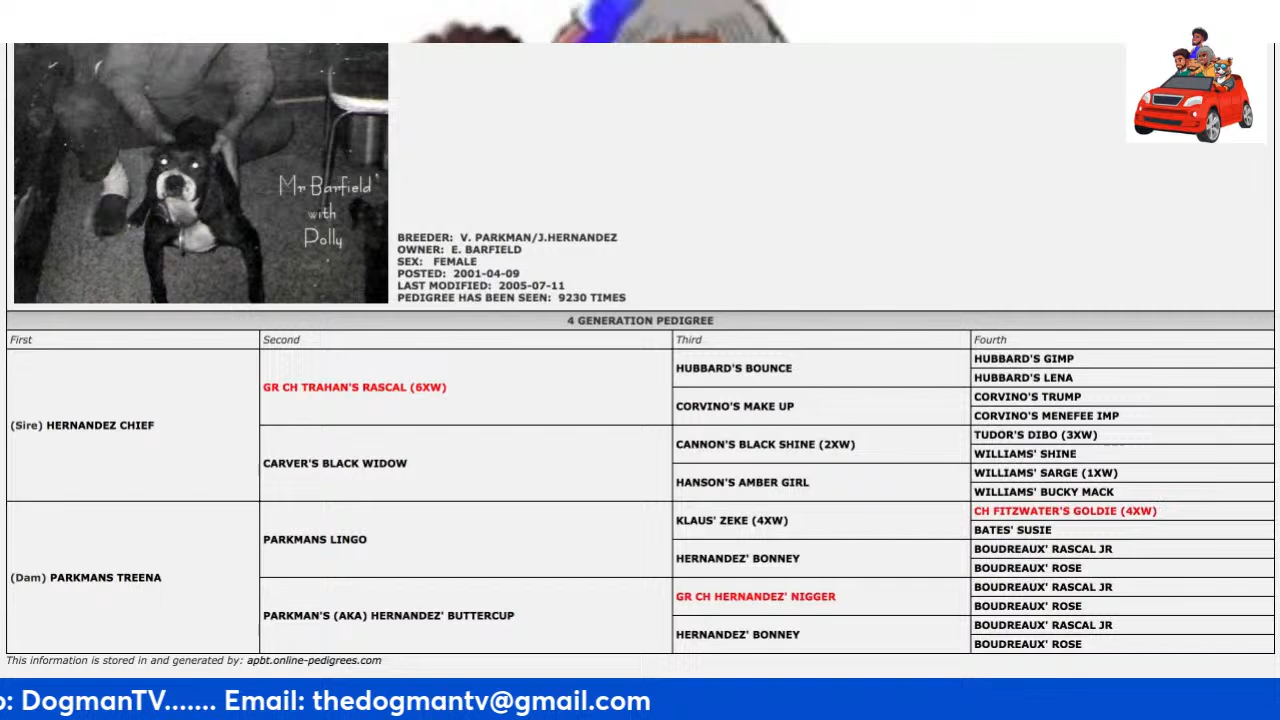 Mr Barfield'
with
Polly
BREEDER: V. PARKMAN/J.HERNANDEZ
OWNER: E. BARFIELD
SEX: FEMALE
POSTED: 2001-04-09
LAST MODIFIED: 2005-07-11
PEDIGREE HAS BEEN SEEN: 9230 TIMES
4 GENERATION PEDIGREE
First Second Third Fourth
(Sire) HERNANDEZ CHIEF
GR CH TRAHAN'S RASCAL (6XW)
HUBBARD'S BOUNCE
HUBBARD'S GIMP
HUBBARD'S LENA
CORVINO'S MAKE UP
CORVINO'S TRUMP
CORVINO'S MENEFEE IMP
CARVER'S BLACK WIDOW
CANNON'S BLACK SHINE (2XW)
TUDOR'S DIBO (3XW)
WILLIAMS' SHINE
HANSON'S AMBER GIRL
WILLIAMS' SARGE (1XW)
WILLIAMS' BUCKY MACK
(Dam) PARKMANS TREENA
PARKMANS LINGO
KLAUS' ZEKE (4XW)
CH FITZWATER'S GOLDIE (4XW)
BATES' SUSIE
HERNANDEZ' BONNEY
BOUDREAUX' RASCAL JR
BOUDREAUX' ROSE
PARKMAN'S (AKA) HERNANDEZ' BUTTERCUP
GR CH HERNANDEZ' NIGGER
BOUDREAUX' RASCAL JR
BOUDREAUX' ROSE
HERNANDEZ' BONNEY
BOUDREAUX' RASCAL JR
BOUDREAUX' ROSE
This information is stored in and generated by: apbt.online-pedigrees.com
o: DogmanTV....... Email: thedogmantv@gmail.com